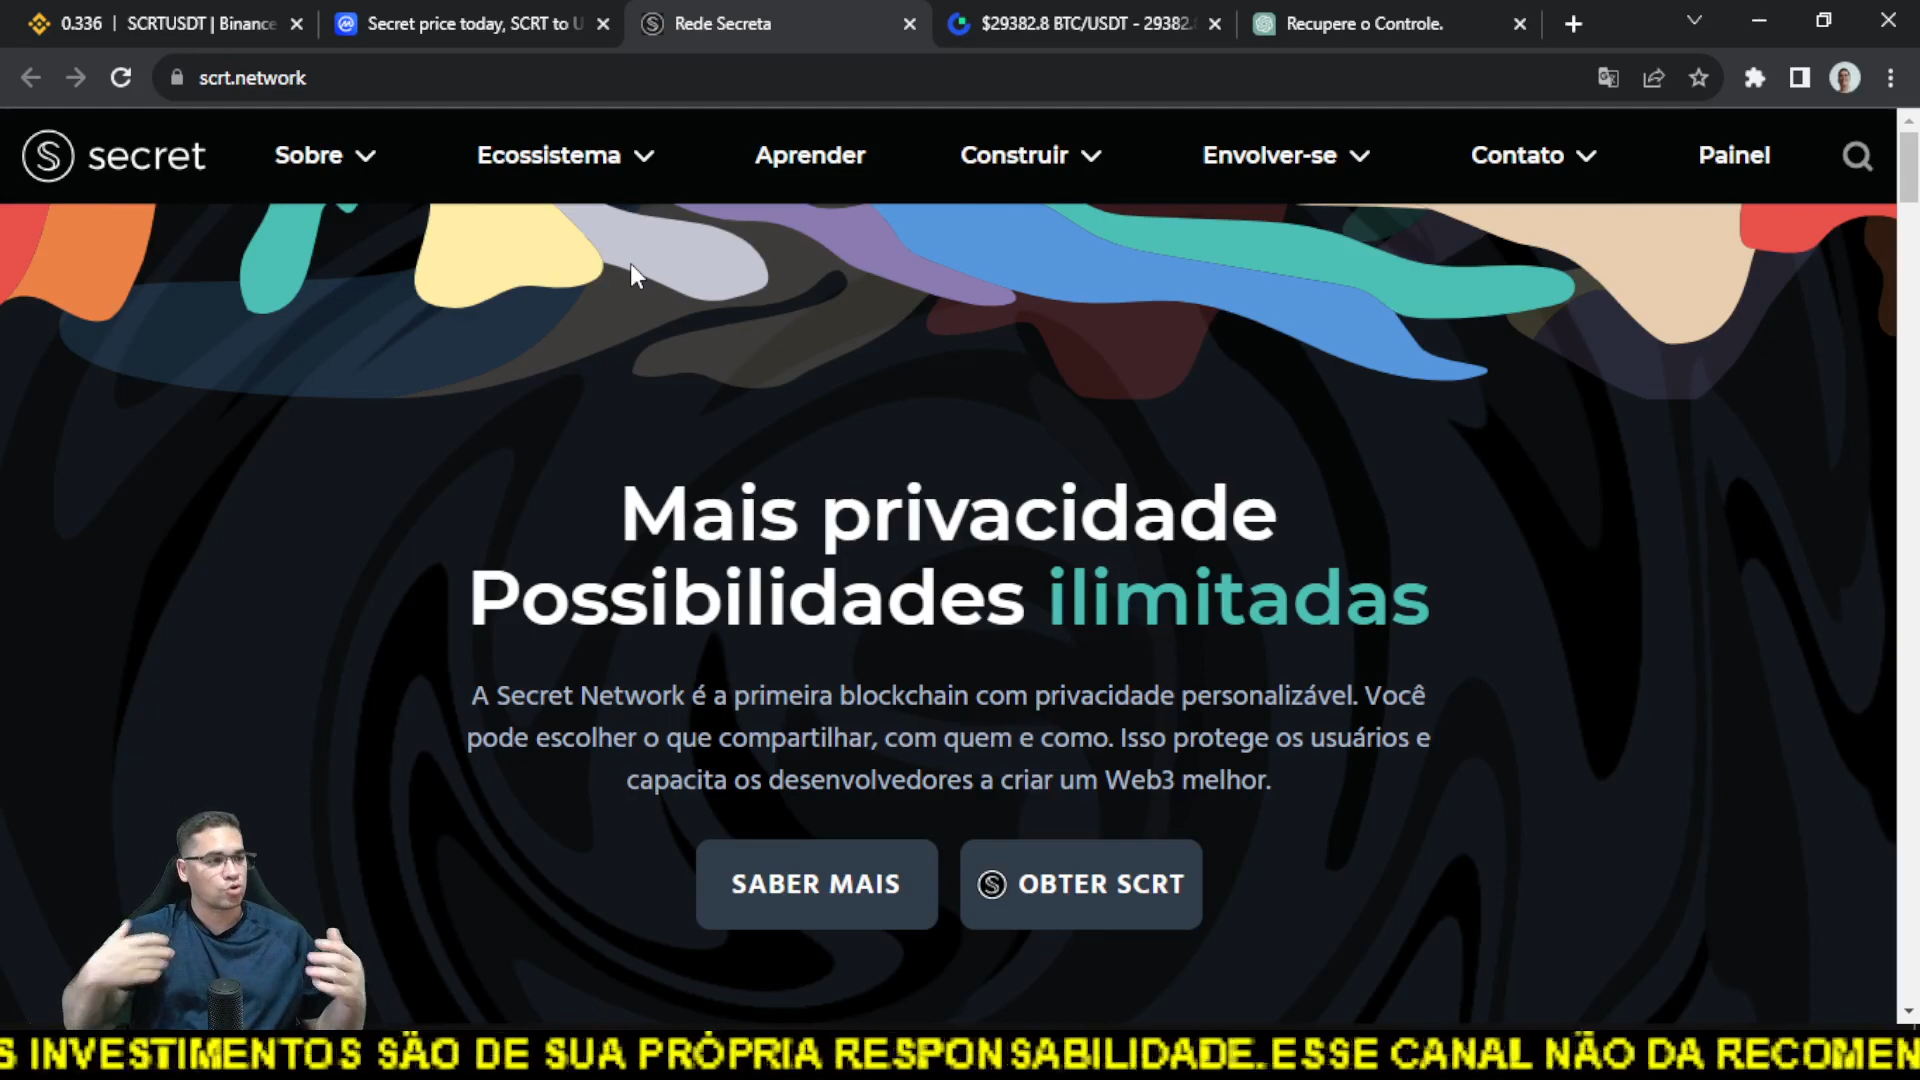 0.336 | SCRTUSDT | Binance
Secret price today, SCRT to U
Rede Secreta
$29382.8 BTC/USDT - 29382.
Recupere o Controle.
scrt.network
secret
Sobre
Ecossistema
Aprender
Construir
Envolver-se
Contato
Painel
Mais privacidade
Possibilidades ilimitadas
A Secret Network é a primeira blockchain com privacidade personalizável. Você
pode escolher o que compartilhar, com quem e como. Isso protege os usuários e
capacita os desenvolvedores a criar um Web3 melhor.
SABER MAIS
OBTER SCRT
S INVESTIMENTOS SÃO DE SUA PRÓPRIA RESPONSABILIDADE.ESSE CANAL NÃO DA RECOMEN